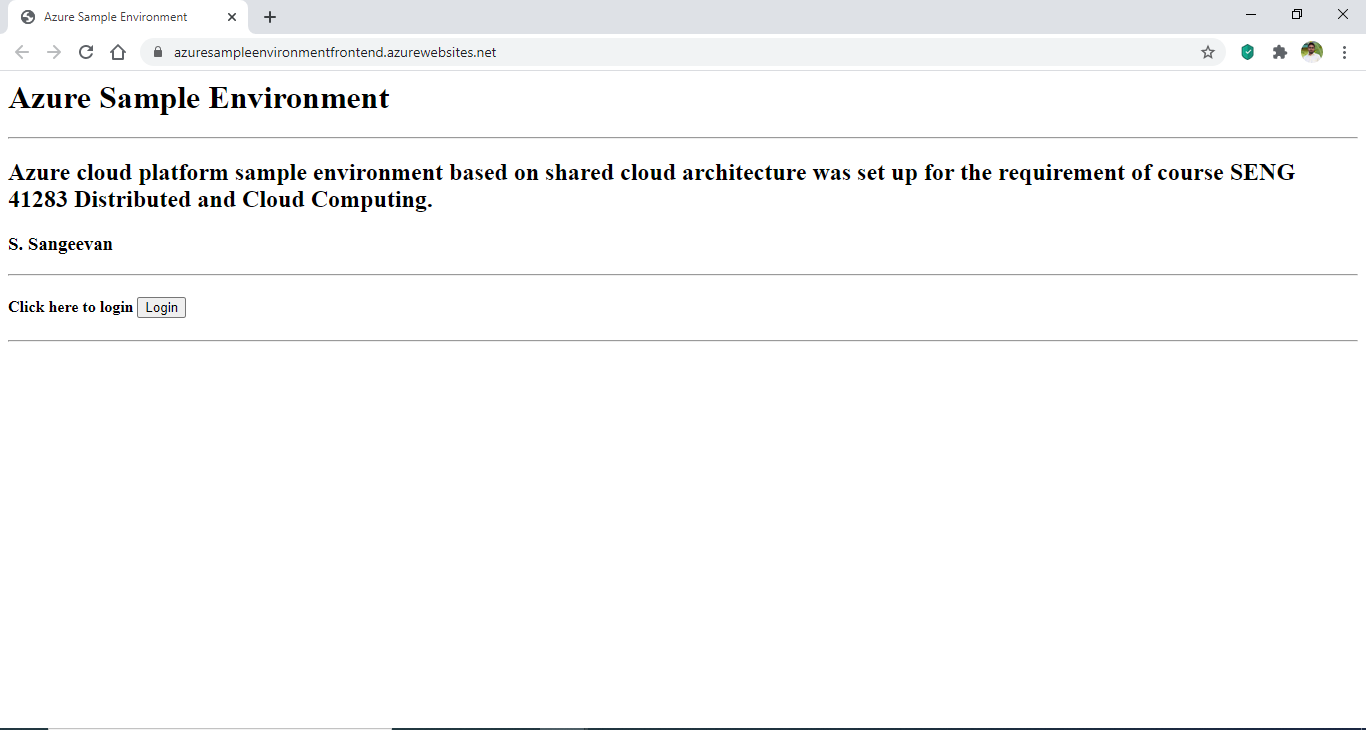 Azure Sample Environment
azuresampleenvironmentfrontend.azurewebsites.net
Azure Sample Environment
Azure cloud platform sample environment based on shared cloud architecture was set up for the requirement of course SENG
41283 Distributed and Cloud Computing.
S. Sangeevan
Click here to login Login